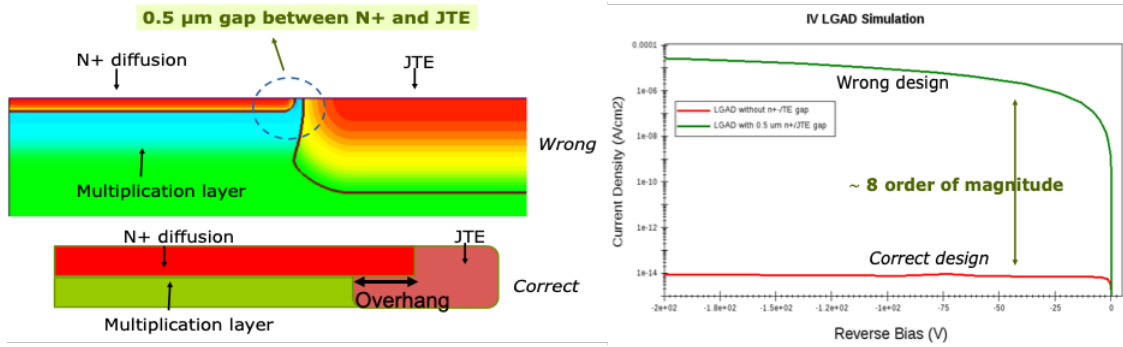 0.5 µm gap between N+ and JTE
N+ diffusion
JTE
Wrong
Multiplication layer
N+ diffusion
JTE
Correct
Overhang
Multiplication layer
IV LGAD Simulation
0.0001
1e-06
1e-08
1e-10
1e-12
1e-14
Current Density (A/cm2)
Wrong design
LGAD without n+-/TE gap
LGAD with 0.5 um n+/JTE gap
~ 8 order of magnitude
Correct design
-2e+02
-1.8e+02
-1.5e+02
-1.2e+02
-1e+02
-75
-50
-25
0
Reverse Bias (V)